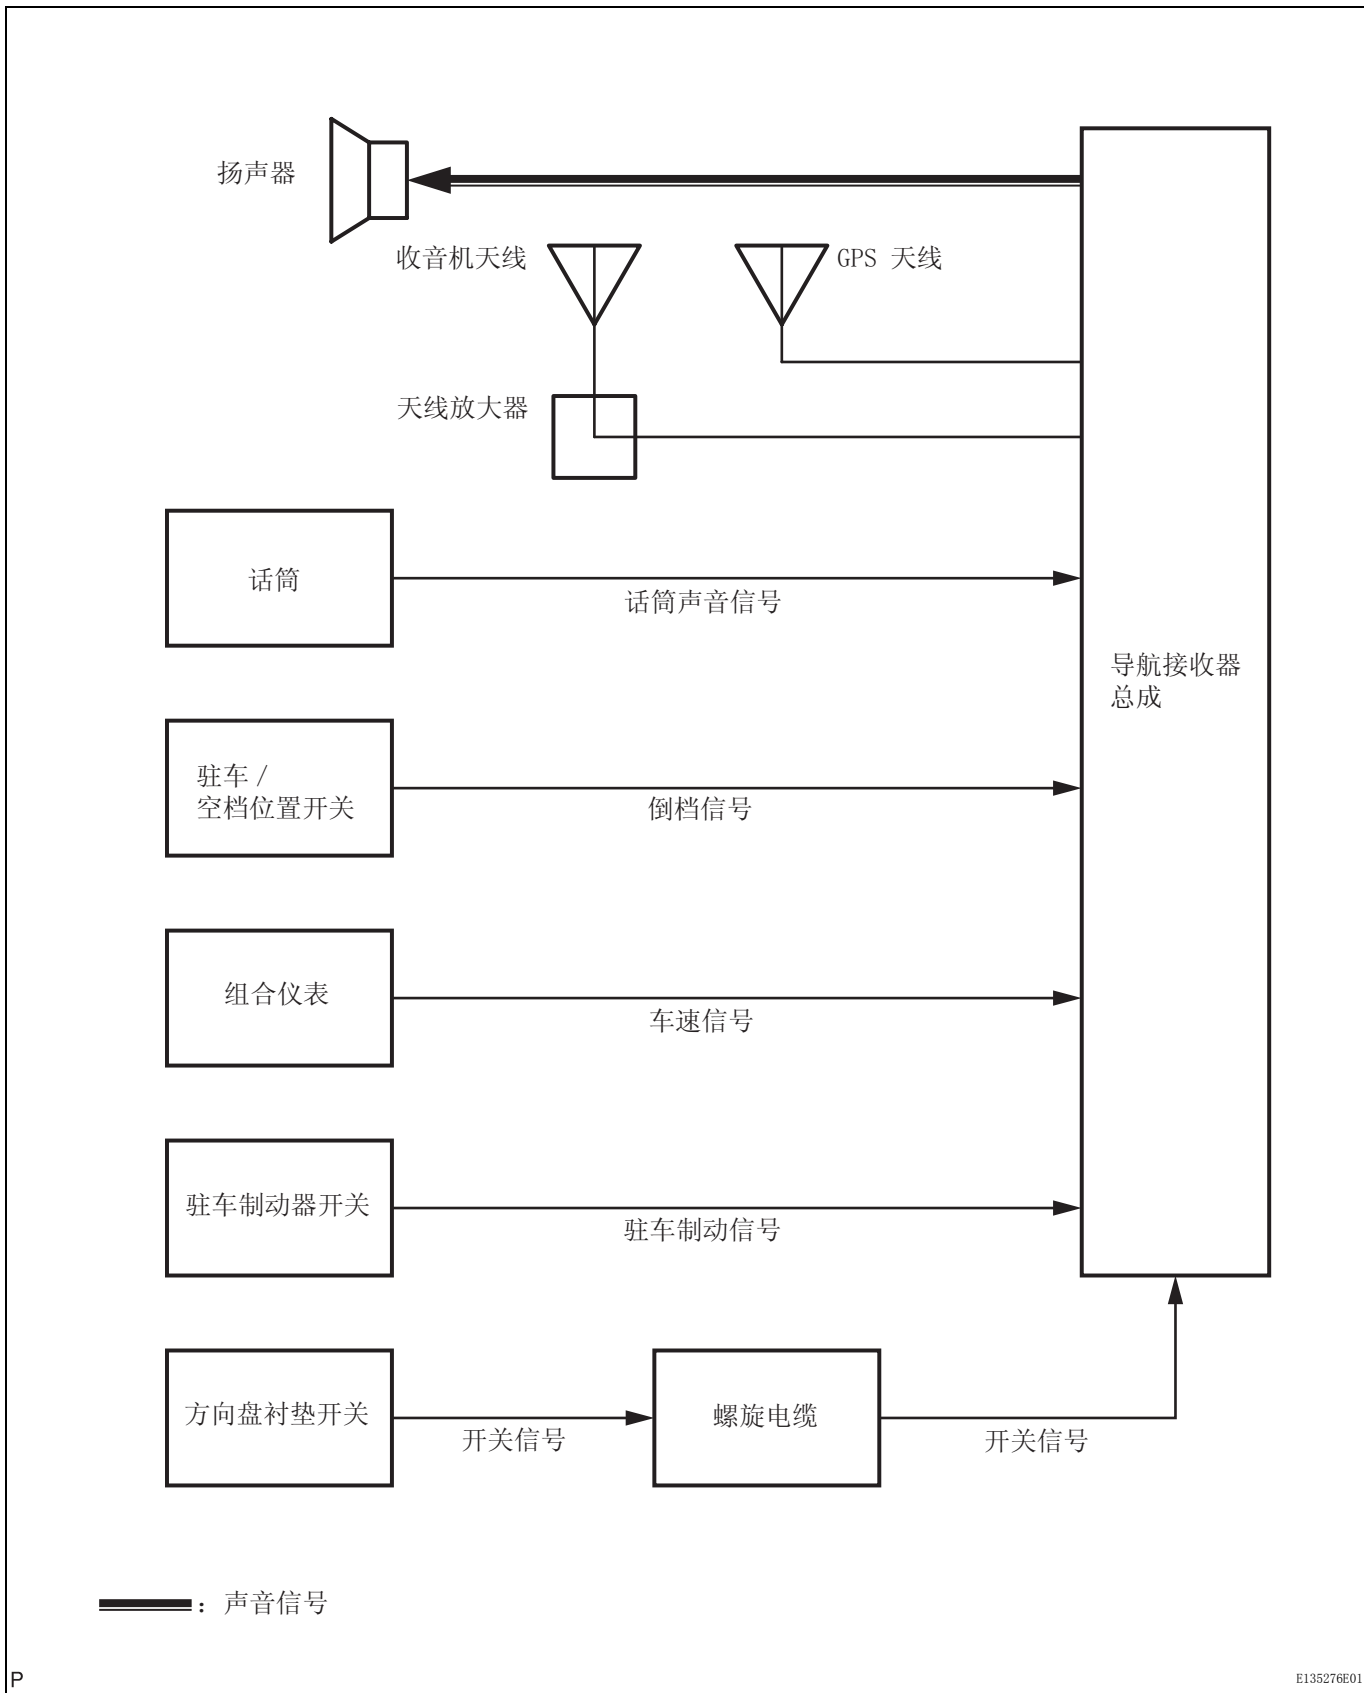 扬声器
收音机天线
GPS 天线
天线放大器
话筒
话筒声音信号
导航接收器
总成
驻车 /
空档位置开关
倒档信号
组合仪表
车速信号
驻车制动器开关
驻车制动信号
方向盘衬垫开关
开关信号
螺旋电缆
开关信号
: 声音信号
P
E135276E01